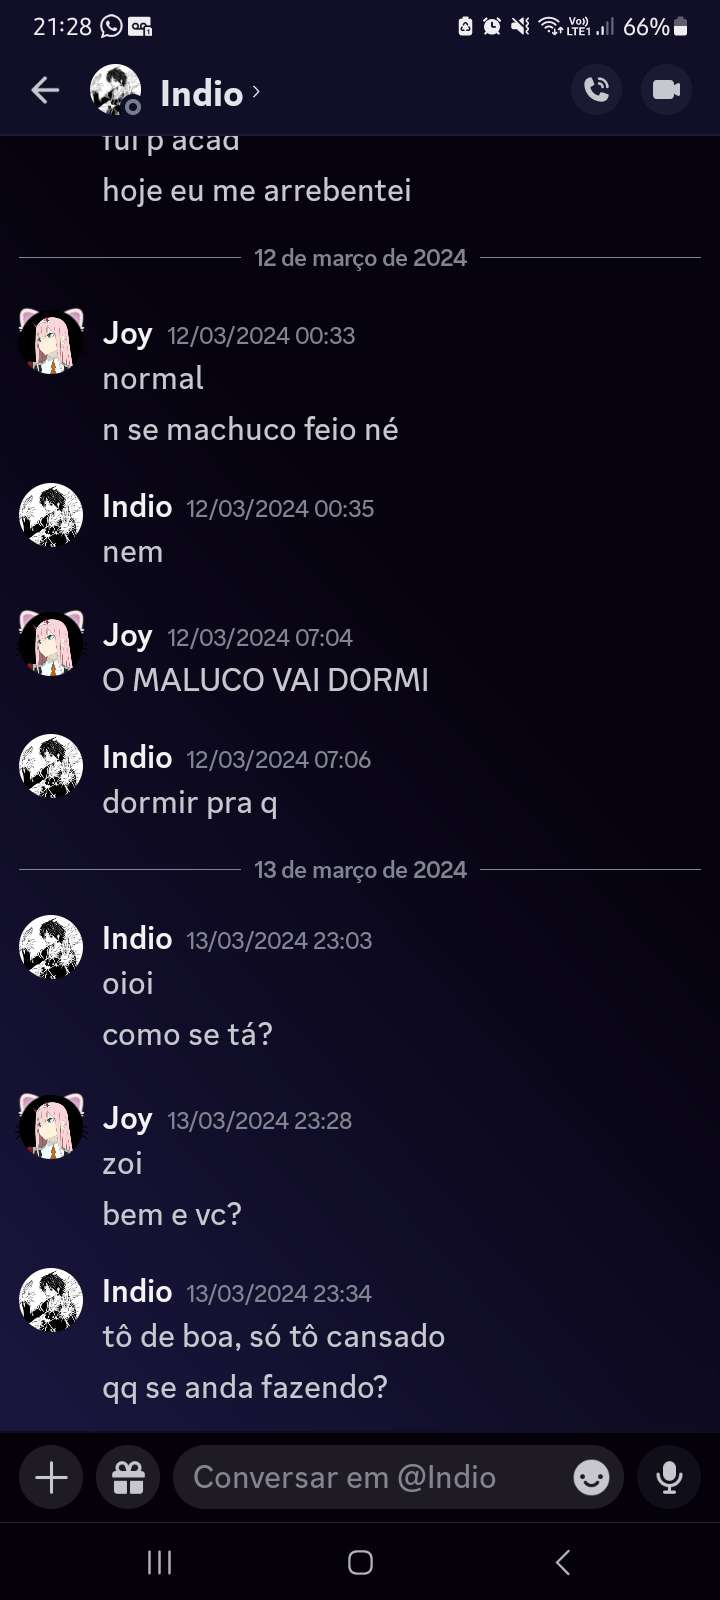 21:28
Vo)) LTE1 66%
Indio
fui p acad
hoje eu me arrebentei
12 de março de 2024
Joy 12/03/2024 00:33
normal
n se machuco feio né
Indio 12/03/2024 00:35
nem
Joy 12/03/2024 07:04
O MALUCO VAI DORMI
Indio 12/03/2024 07:06
dormir pra q
13 de março de 2024
Indio 13/03/2024 23:03
oioi
como se tá?
Joy 13/03/2024 23:28
zoi
bem e vc?
Indio 13/03/2024 23:34
tô de boa, só tô cansado
qq se anda fazendo?
Conversar em @Indio